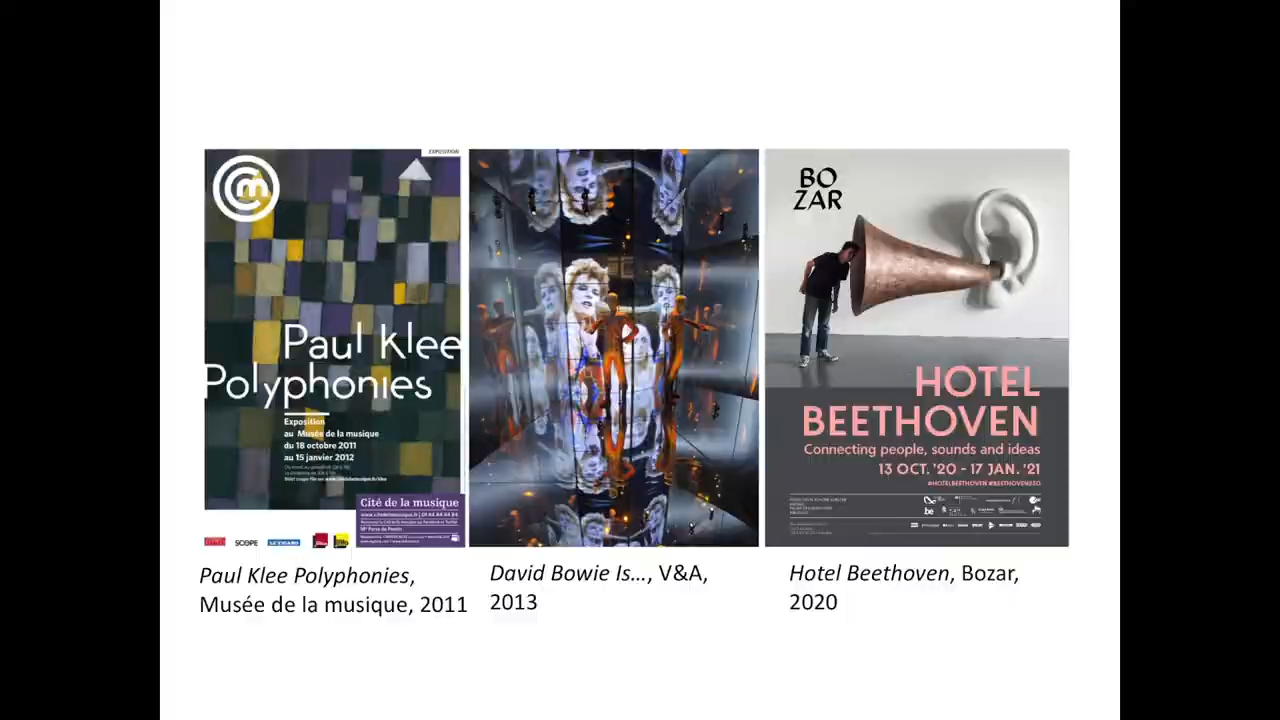 EXPOSITION
Paul Klee
Polyphonies
Exposition
au Musée de la musique
du 18 octobre 2011
au 15 janvier 2012
Cité de la musique
SCOPE
LE FIGARO
Paul Klee Polyphonies,
Musée de la musique, 2011
David Bowie Is…, V&A,
2013
BO
ZAR
HOTEL
BEETHOVEN
Connecting people, sounds and ideas
13 OCT. '20 - 17 JAN. '21
#HOTELBEETHOVEN #BEETHOVEN250
Hotel Beethoven, Bozar,
2020